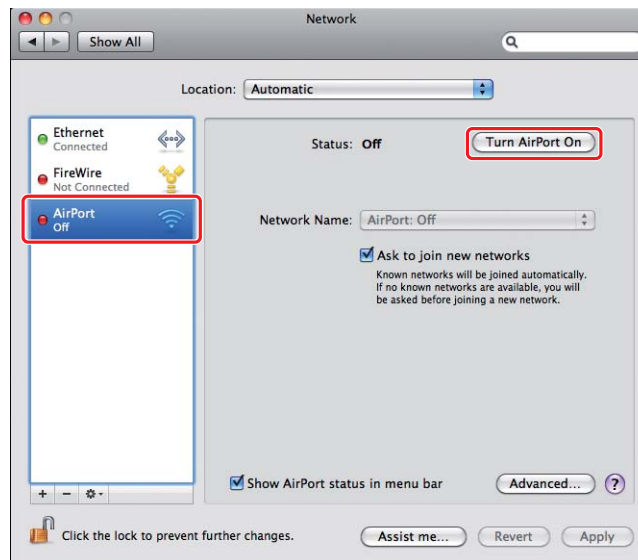 Network
Show All
Location: Automatic
Ethernet
Connected
FireWire
Not Connected
AirPort
Off
Status: Off
Turn AirPort On
Network Name: AirPort: Off
Ask to join new networks
Known networks will be joined automatically.
If no known networks are available, you will
be asked before joining a new network.
Show AirPort status in menu bar
Advanced...
?
Click the lock to prevent further changes.
Assist me...
Revert
Apply